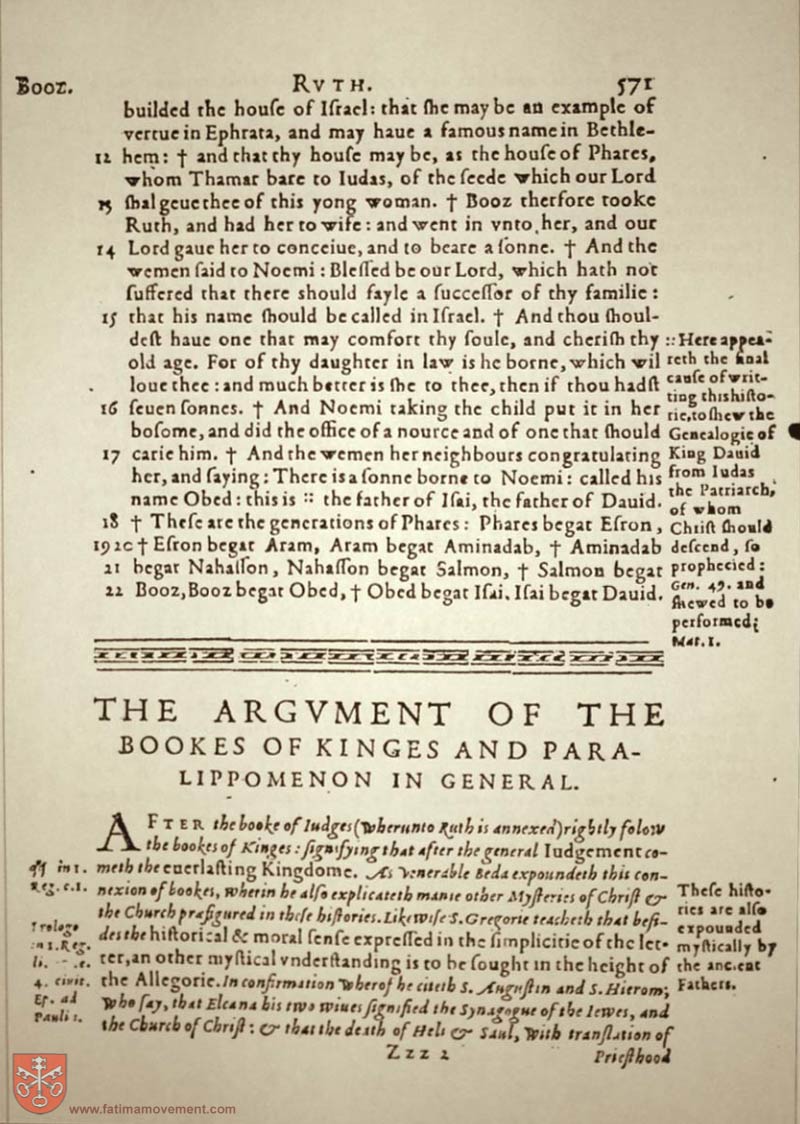 Booz. RVTH. 571
builded the houſe of Iſrael: that ſhe may be an example of
vertue in Ephrata, and may haue a famous name in Bethle-
12 hem: † and that thy houſe may be, as the houſe of Phares,
whom Thamar bare to Iudas, of the ſeede which our Lord
13 ſhal geue thee of this yong woman. † Booz therfore tooke
Ruth, and had her to wife: and went in vnto her, and our
14 Lord gaue her to conceiue, and to beare a ſonne. † And the
wemen ſaid to Noemi: Bleſſed be our Lord, which hath not
ſuffered that there should fayle a ſucceſſor of thy familie:
15 that his name ſhould be called in Iſrael. † And thou ſhoul-
deſt haue one that may comfort thy ſoule, and cheriſh thy
old age. For of thy daughter in law is he borne, which wil
loue thee: and much better is ſhe to thee, then if thou hadſt
16 ſeuen ſonnes. † And Noemi taking the child put it in her
boſome, and did the office of a nource and of one that ſhould
17 carie him. † And the wemen her neighbours congratulating
her, and ſaying: There is a ſonne borne to Noemi: called his
name Obed: this is :: the father of Iſai, the father of Dauid.
18 † Theſe are the generations of Phares: Phares begat Eſron,
19 20 † Eſron begat Aram, Aram begat Aminadab, † Aminadab
21 begat Nahaſſon, Nahaſſon begat Salmon, † Salmon begat
22 Booz, Booz begat Obed, † Obed begat Iſai. Iſai begat Dauid.
:: Here appea-
reth the final
cauſe of writ-
ting this hiſto-
rie, to ſhew the
Genealogie of
King Dauid
from Iudas
the Patriarch,
of whom
Chriſt ſhould
deſcend, ſo
prophecied:
Gen. 49. and
ſhewed to be
performed;
Mat. 1.
THE ARGVMENT OF THE
BOOKES OF KINGES AND PARA-
LIPPOMENON IN GENERAL.
AFTER the booke of Iudges (wherunto Ruth is annexed) rightly folow
the bookes of Kinges: ſignifying that after the general Iudgement co-
meth the euerlaſting Kingdome. As Venerable Beda expoundeth this con-
nexion of bookes, wherin he alſo explicateth manie other Myſteries of Chriſt &
the Church præfigured in theſe hiſtories. Likewiſe S. Gregorie teacheth that beſi-
des the hiſtorical & moral ſenſe expreſſed in the ſimplicitie of the let-
ter, an other myſtical vnderſtanding is to be ſought in the height of
the Allegorie. In confirmation wherof he citeth S. Auguſtin and S. Hierom;
who ſay, that Elcana his two wiues ſignified the Synagogue of the Iewes, and
the Church of Chriſt: & that the death of Heli & Saul, with tranſlation of
in 1.
Reg. c. 1.
Prologo
in 1. Reg.
li.
4. ciuit.
Ep. ad
Pauli
Theſe hiſto-
ries are alſo
expounded
myſtically by
the ancient
Fathers.
Zzz 2 Prieſthood
www.fatimamovement.com